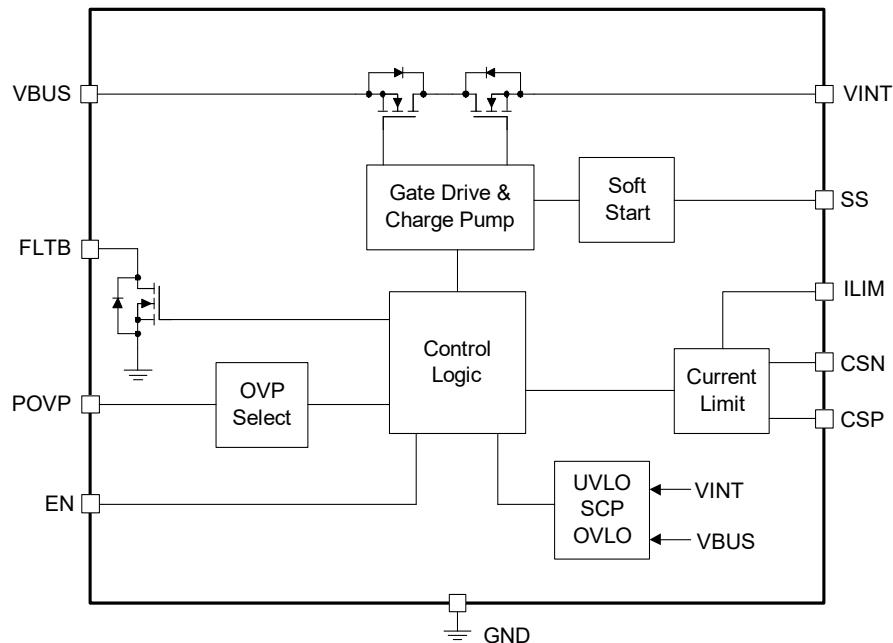 VBUS
VINT
Gate Drive &
Charge Pump
Soft
Start
SS
FLTB
ILIM
Control
Logic
CSN
Current
Limit
OVP
Select
POVP
CSP
EN
UVLO
SCP
OVLO
VINT
VBUS
GND